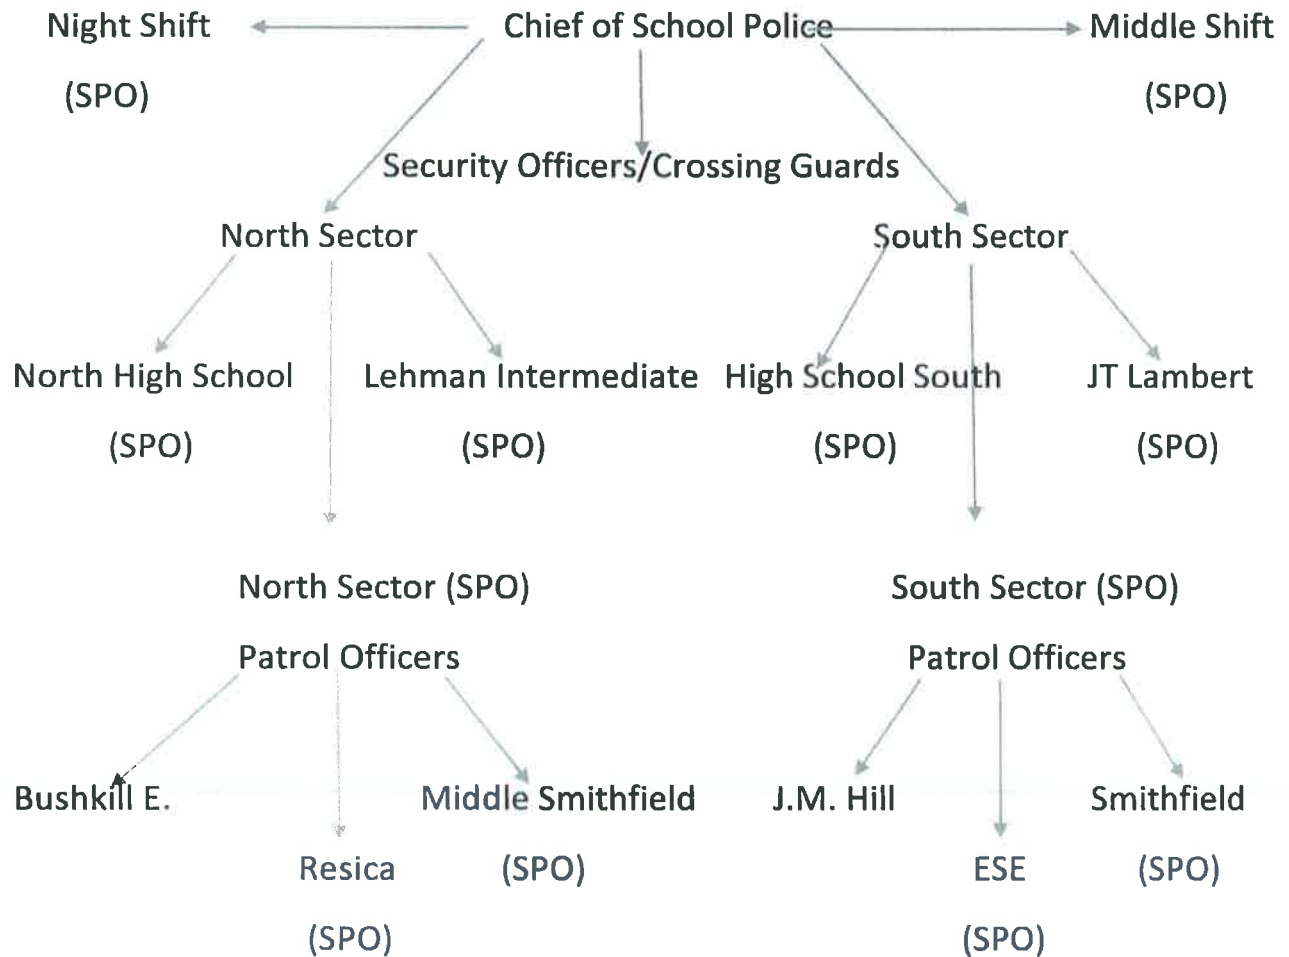 Night Shift Chief of School Police Middle Shift
(SPO) (SPO)
Security Officers/Crossing Guards
North Sector South Sector
North High School Lehman Intermediate High School South JT Lambert
(SPO) (SPO) (SPO) (SPO)
North Sector (SPO) South Sector (SPO)
Patrol Officers Patrol Officers
Bushkill E. Middle Smithfield J.M. Hill Smithfield
Resica (SPO) ESE (SPO)
(SPO) (SPO)